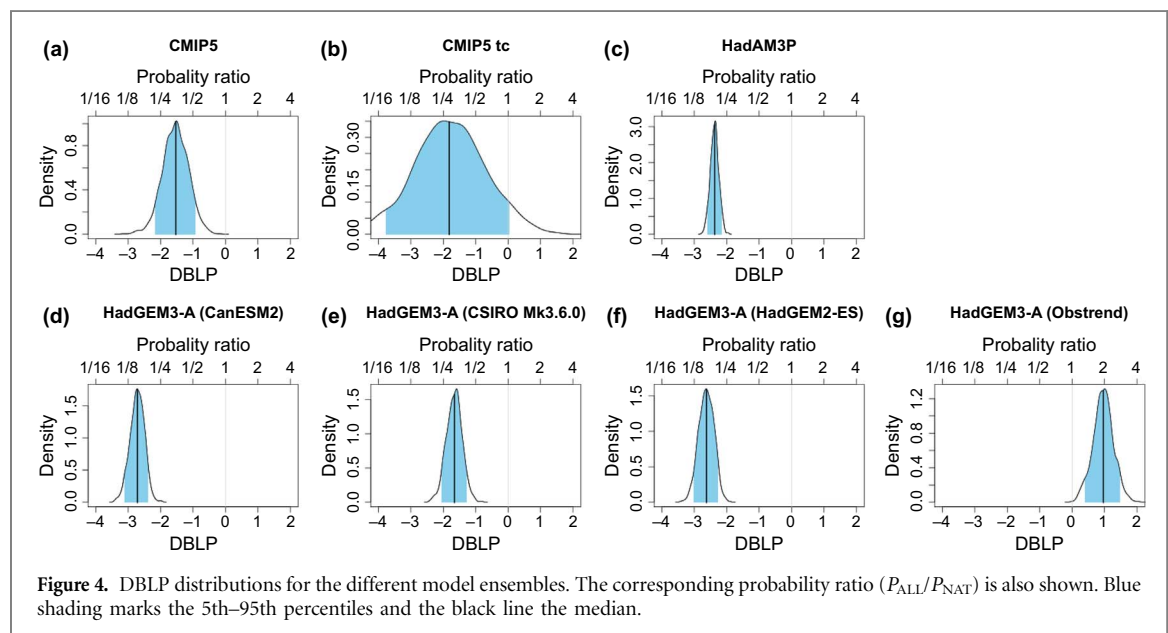 (a) CMIP5
Probality ratio
1/16 1/8 1/4 1/2 1 2 4
Density
0.0 0.4 0.8
−4 −3 −2 −1 0 1 2
DBLP
(b) CMIP5 tc
Probality ratio
1/16 1/8 1/4 1/2 1 2 4
Density
0.00 0.15 0.30
−4 −3 −2 −1 0 1 2
DBLP
(c) HadAM3P
Probality ratio
1/16 1/8 1/4 1/2 1 2 4
Density
0.0 1.0 2.0 3.0
−4 −3 −2 −1 0 1 2
DBLP
(d) HadGEM3-A (CanESM2)
Probality ratio
1/16 1/8 1/4 1/2 1 2 4
Density
0.0 0.5 1.0 1.5
−4 −3 −2 −1 0 1 2
DBLP
(e) HadGEM3-A (CSIRO Mk3.6.0)
Probality ratio
1/16 1/8 1/4 1/2 1 2 4
Density
0.0 0.5 1.0 1.5
−4 −3 −2 −1 0 1 2
DBLP
(f) HadGEM3-A (HadGEM2-ES)
Probality ratio
1/16 1/8 1/4 1/2 1 2 4
Density
0.0 0.5 1.0 1.5
−4 −3 −2 −1 0 1 2
DBLP
(g) HadGEM3-A (Obstrend)
Probality ratio
1/16 1/8 1/4 1/2 1 2 4
Density
0.0 0.4 0.8 1.2
−4 −3 −2 −1 0 1 2
DBLP
Figure 4. DBLP distributions for the different model ensembles. The corresponding probability ratio (PALL/PNAT) is also shown. Blue
shading marks the 5th–95th percentiles and the black line the median.